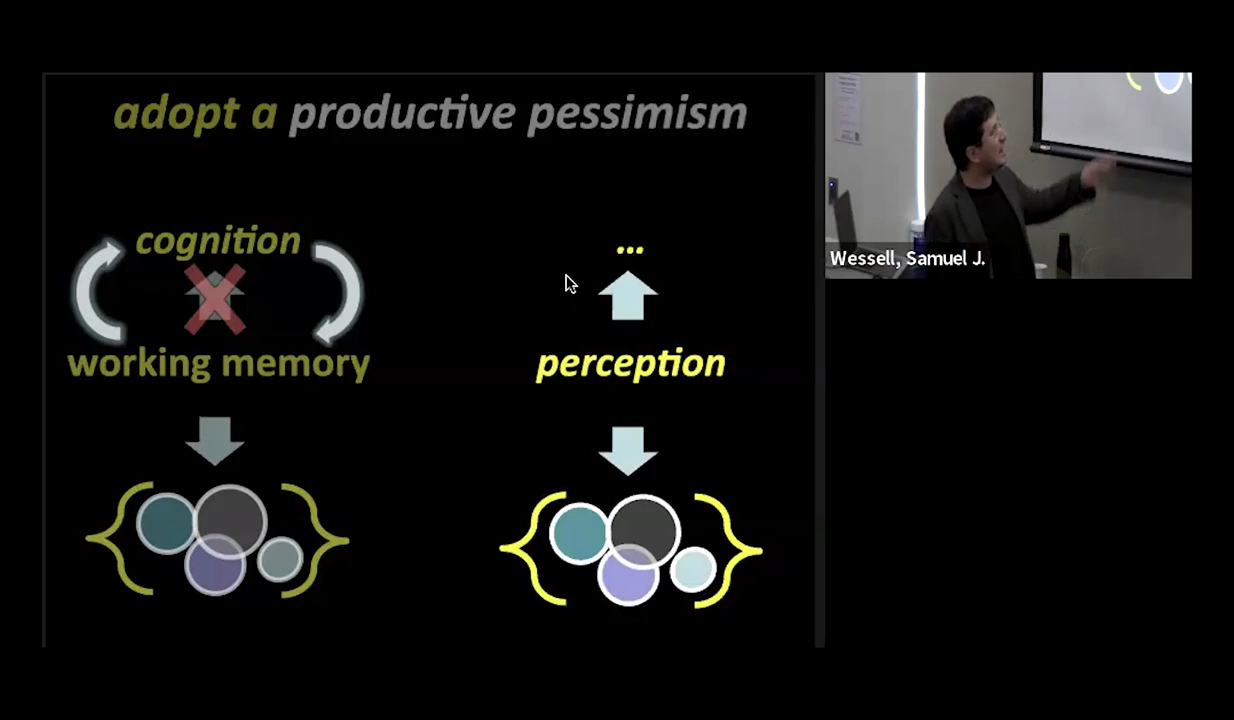 adopt a productive pessimism
cognition
working memory
...
perception
Wessell, Samuel J.